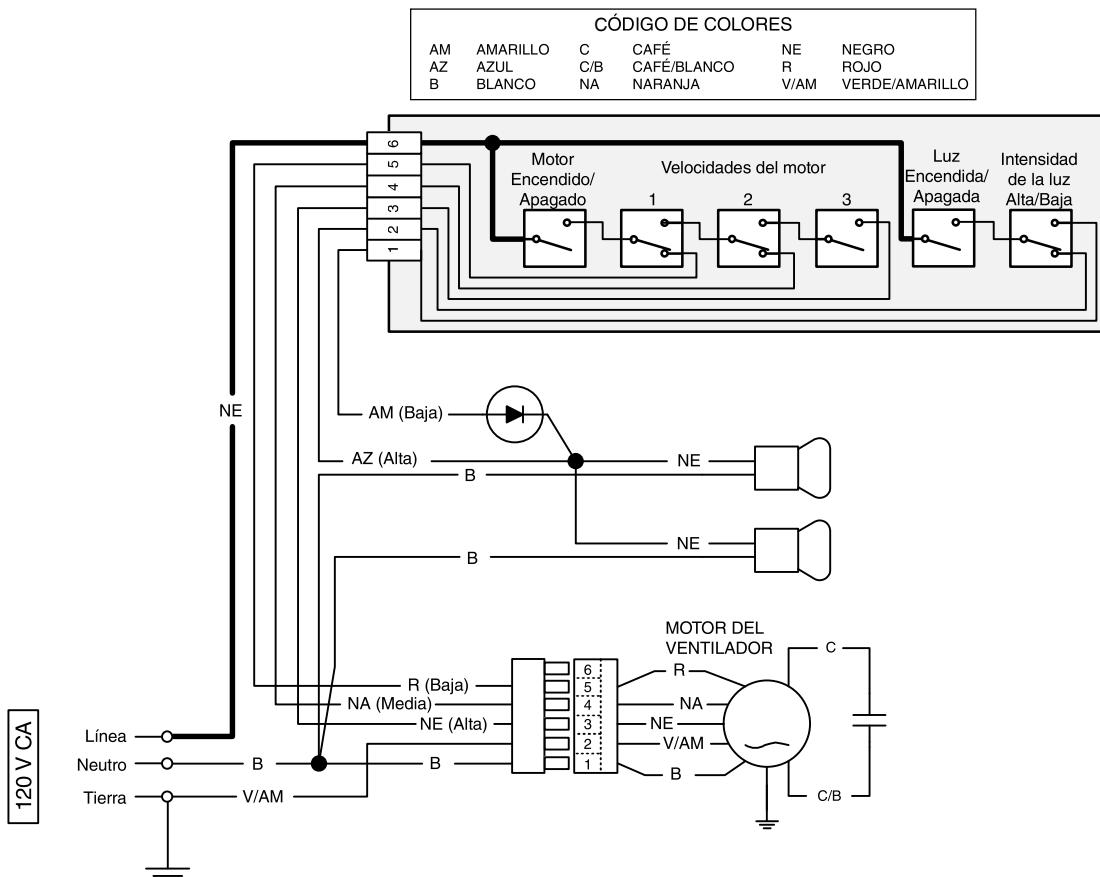 CÓDIGO DE COLORES
AM AMARILLO C CAFÉ NE NEGRO
AZ AZUL C/B CAFÉ/BLANCO R ROJO
B BLANCO NA NARANJA V/AM VERDE/AMARILLO
6
5
4
3
2
1
Motor
Encendido/
Apagado
Velocidades del motor
1 2 3
Luz
Encendida/
Apagada
Intensidad
de la luz
Alta/Baja
NE
AM (Baja)
AZ (Alta)
NE
B
NE
B
MOTOR DEL
VENTILADOR
R (Baja)
NA (Media)
NE (Alta)
6
5
4
3
2
1
R
NA
NE
V/AM
B
C
C/B
120 V CA
Línea
Neutro B B
Tierra V/AM